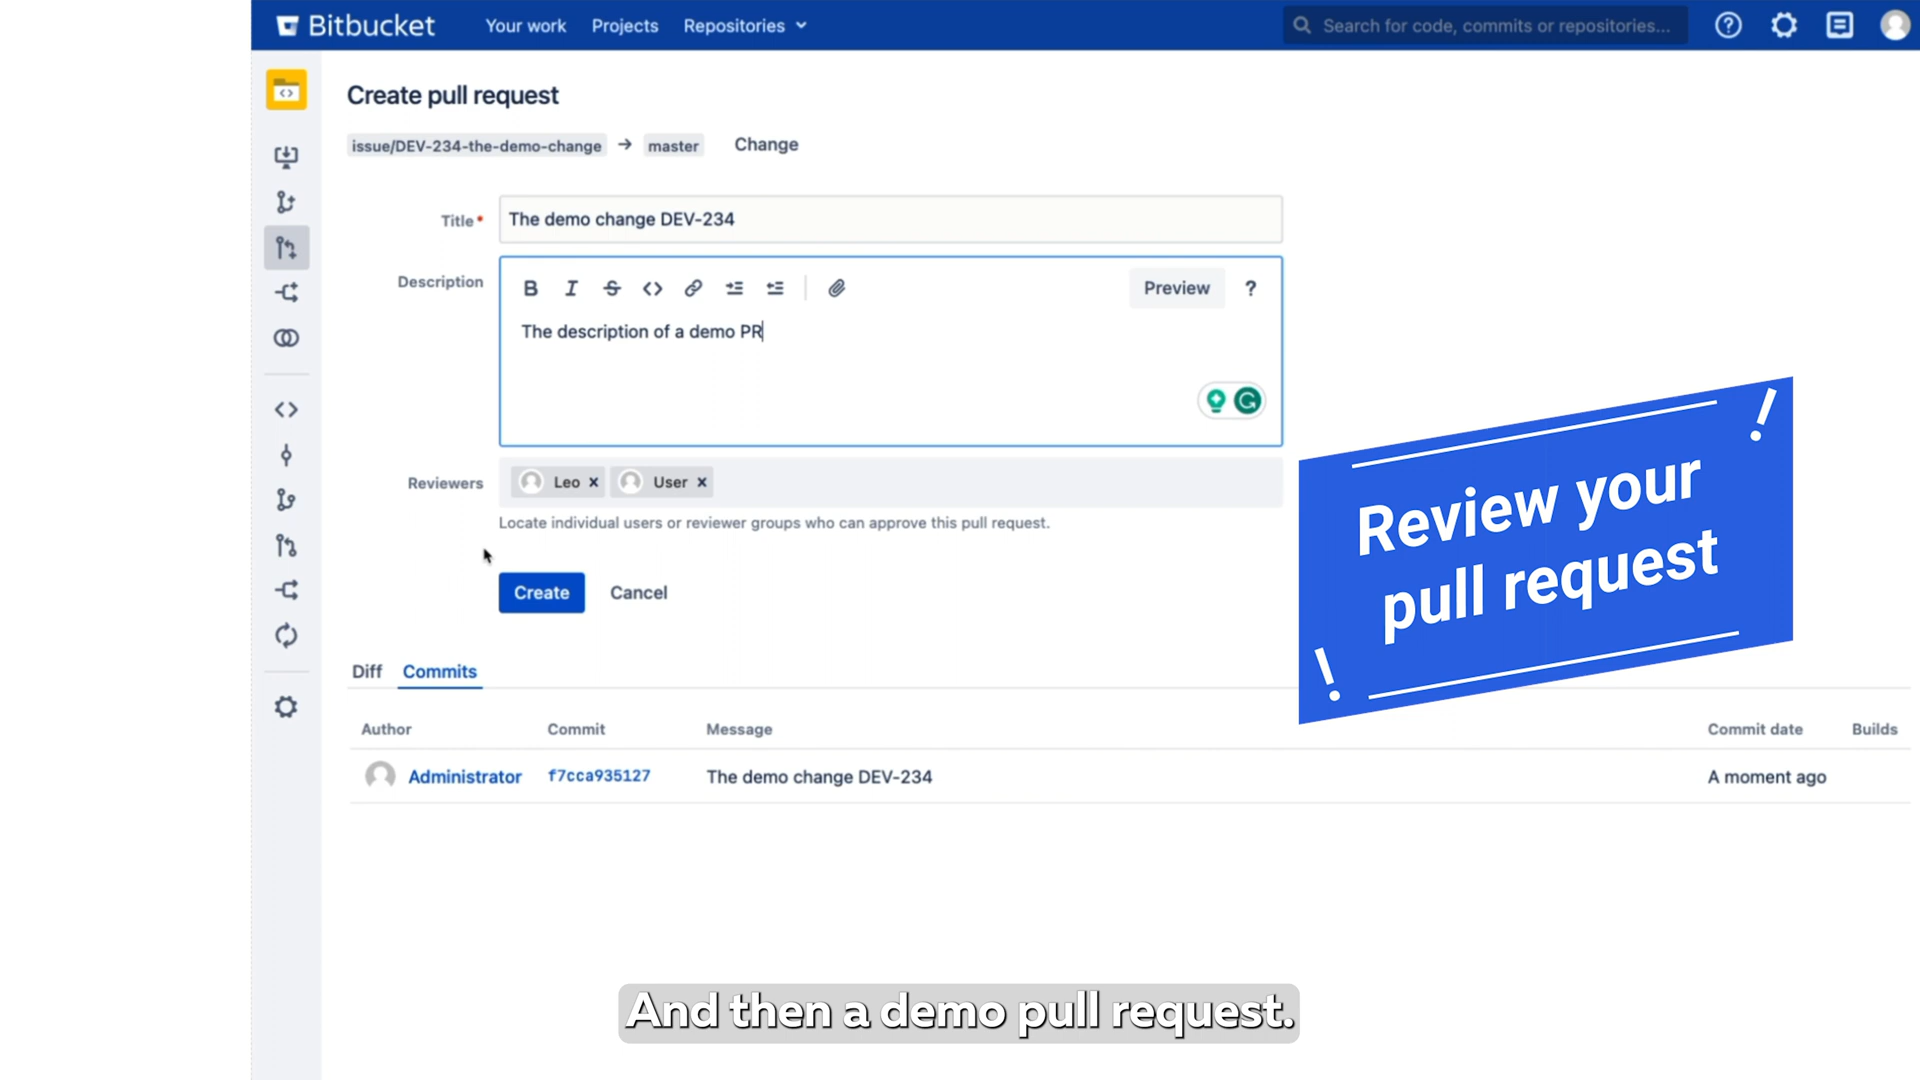 Bitbucket
Your work
Projects
Repositories
Search for code, commits or repositories...
Create pull request
issue/DEV-234-the-demo-change → master
Change
Title*
The demo change DEV-234
Description
Preview
?
The description of a demo PR
Reviewers
Leo ×
User ×
Locate individual users or reviewer groups who can approve this pull request.
Create
Cancel
! Review your
pull request !
Diff
Commits
Author
Commit
Message
Commit date
Builds
Administrator
f7cca935127
The demo change DEV-234
A moment ago
And then a demo pull request.